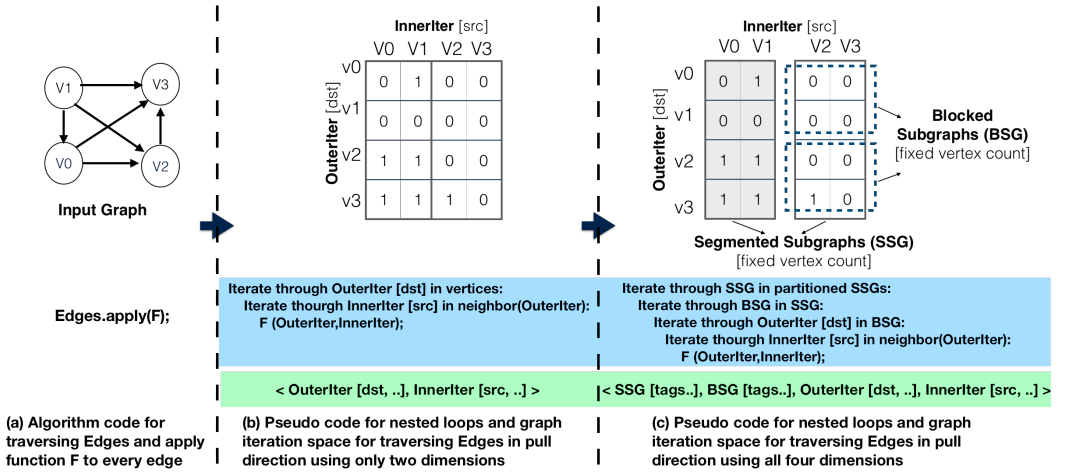 V1
V3
V0
V2
Input Graph
Edges.apply(F);
(a) Algorithm code for
traversing Edges and apply
function F to every edge
InnerIter [src]
V0 V1 V2 V3
OuterIter [dst]
v0 0 1 0 0
v1 0 0 0 0
v2 1 1 0 0
v3 1 1 1 0
Iterate through OuterIter [dst] in vertices:
Iterate thourgh InnerIter [src] in neighbor(OuterIter):
F (OuterIter,InnerIter);
< OuterIter [dst, ..], InnerIter [src, ..] >
(b) Pseudo code for nested loops and graph
iteration space for traversing Edges in pull
direction using only two dimensions
InnerIter [src]
V0 V1 V2 V3
OuterIter [dst]
v0 0 1 0 0
v1 0 0 0 0
v2 1 1 0 0
v3 1 1 1 0
Blocked
Subgraphs (BSG)
[fixed vertex count]
Segmented Subgraphs (SSG)
[fixed vertex count]
Iterate through SSG in partitioned SSGs:
Iterate through BSG in SSG:
Iterate through OuterIter [dst] in BSG:
Iterate thourgh InnerIter [src] in neighbor(OuterIter):
F (OuterIter,InnerIter);
< SSG [tags..], BSG [tags..], OuterIter [dst, ..], InnerIter [src, ..] >
(c) Pseudo code for nested loops and graph
iteration space for traversing Edges in pull
direction using all four dimensions